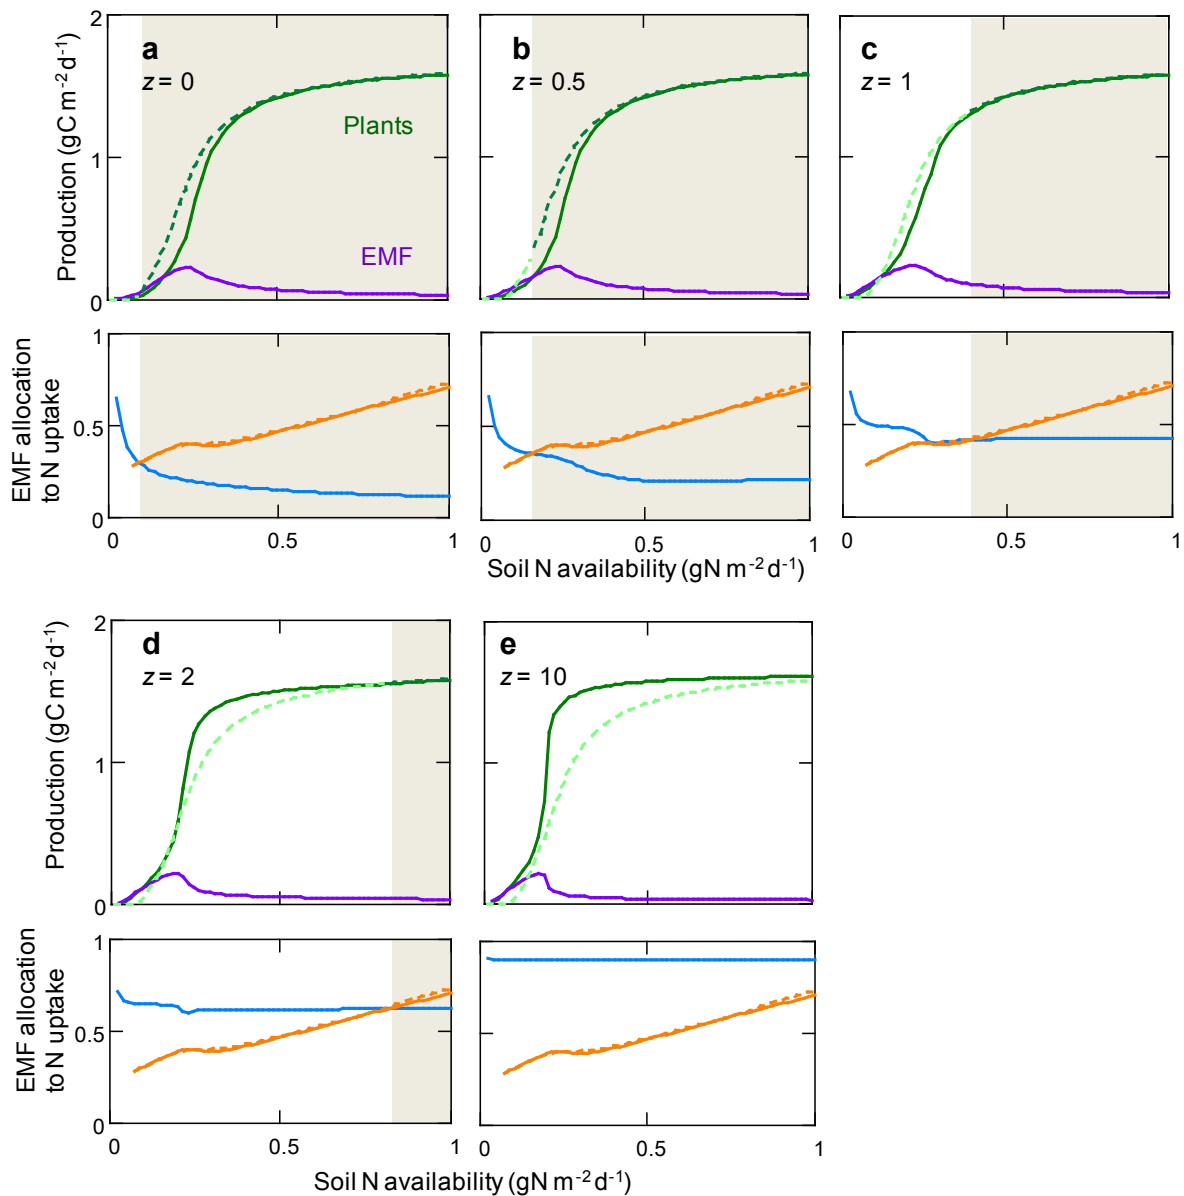 a
z = 0
Plants
EMF
2
1
0
Production (gC m-2 d-1)
b
z = 0.5
c
z = 1
1
0.5
0
EMF allocation
to N uptake
0
0.5
1
0
0.5
1
0
0.5
1
Soil N availability (gN m-2 d-1)
d
z = 2
2
1
0
Production (gC m-2 d-1)
e
z = 10
1
0.5
0
EMF allocation
to N uptake
0
0.5
1
0
0.5
1
Soil N availability (gN m-2 d-1)